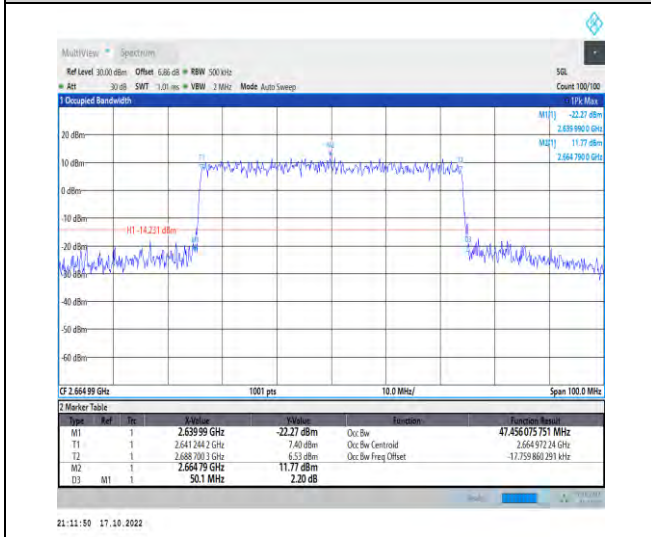 MultiView Spectrum
Ref Level 30.00 dBm Offset 6.86 dB RBW 500 kHz SGL
Att 30 dB SWT 1.01 ms VBW 2 MHz Mode Auto Sweep Count 100/100
1 Occupied Bandwidth 1Pk Max
M1[1] -22.27 dBm
2.639 990 0 GHz
M2[1] 11.77 dBm
2.664 790 0 GHz
20 dBm
10 dBm
0 dBm
-10 dBm
H1 -14.231 dBm
-20 dBm
-30 dBm
-40 dBm
-50 dBm
-60 dBm
T1
M2
T2
M1
D3
CF 2.664 99 GHz 1001 pts 10.0 MHz/ Span 100.0 MHz
2 Marker Table
Type Ref Trc X-Value Y-Value Function Function Result
M1 1 2.639 99 GHz -22.27 dBm Occ Bw 47.456 075 751 MHz
T1 1 2.641 244 2 GHz 7.40 dBm Occ Bw Centroid 2.664 972 24 GHz
T2 1 2.688 700 3 GHz 6.53 dBm Occ Bw Freq Offset -17.759 860 291 kHz
M2 1 2.664 79 GHz 11.77 dBm
D3 M1 1 50.1 MHz 2.20 dB
21:11:50 17.10.2022